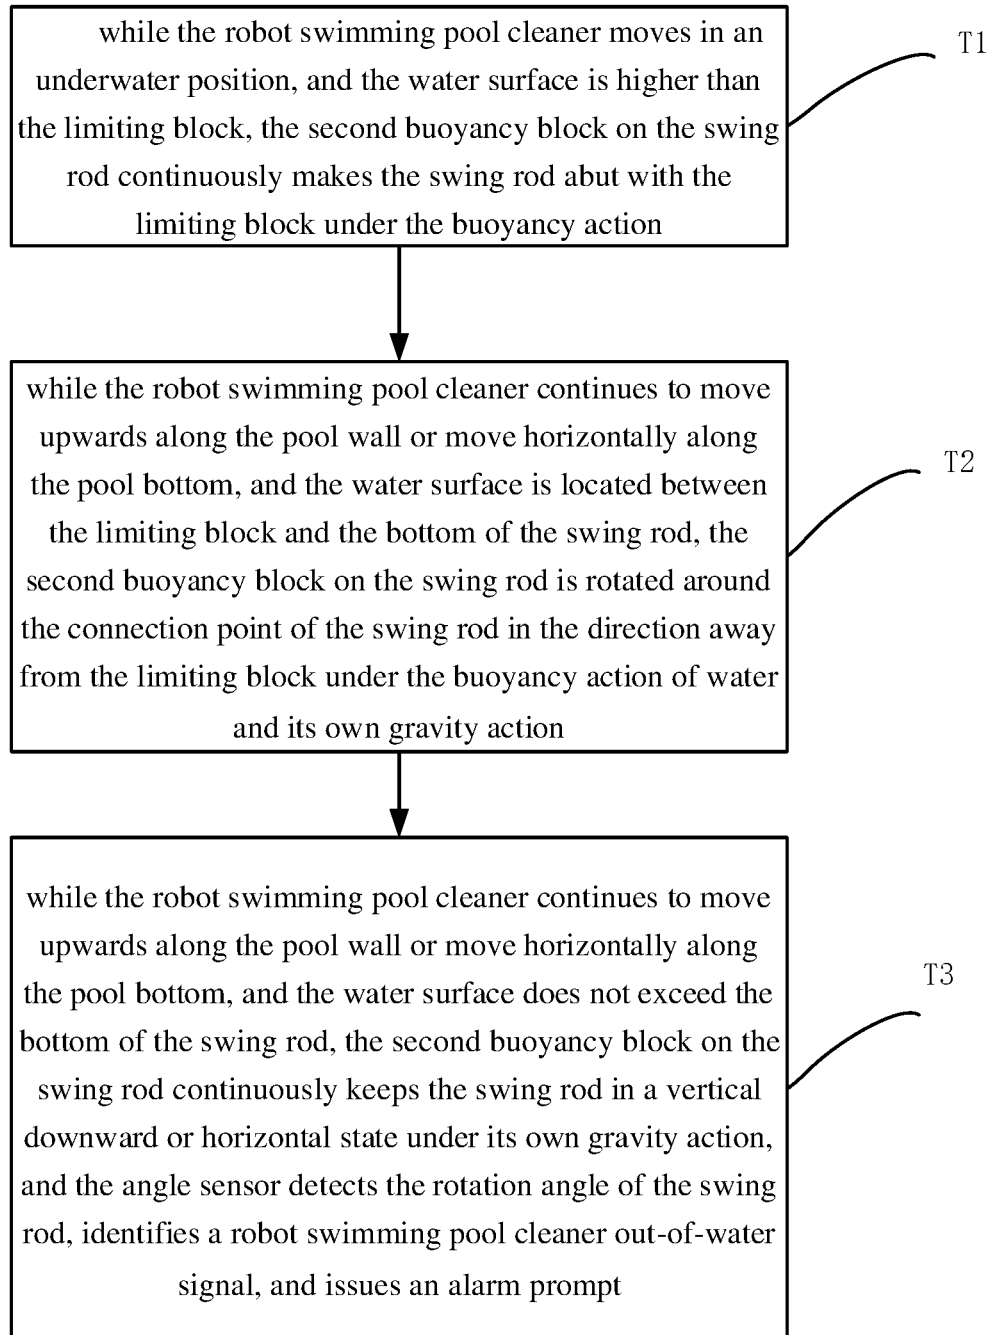 while the robot swimming pool cleaner moves in an
underwater position, and the water surface is higher than
the limiting block, the second buoyancy block on the swing
rod continuously makes the swing rod abut with the
limiting block under the buoyancy action
T1
while the robot swimming pool cleaner continues to move
upwards along the pool wall or move horizontally along
the pool bottom, and the water surface is located between
the limiting block and the bottom of the swing rod, the
second buoyancy block on the swing rod is rotated around
the connection point of the swing rod in the direction away
from the limiting block under the buoyancy action of water
and its own gravity action
T2
while the robot swimming pool cleaner continues to move
upwards along the pool wall or move horizontally along
the pool bottom, and the water surface does not exceed the
bottom of the swing rod, the second buoyancy block on the
swing rod continuously keeps the swing rod in a vertical
downward or horizontal state under its own gravity action,
and the angle sensor detects the rotation angle of the swing
rod, identifies a robot swimming pool cleaner out-of-water
signal, and issues an alarm prompt
T3